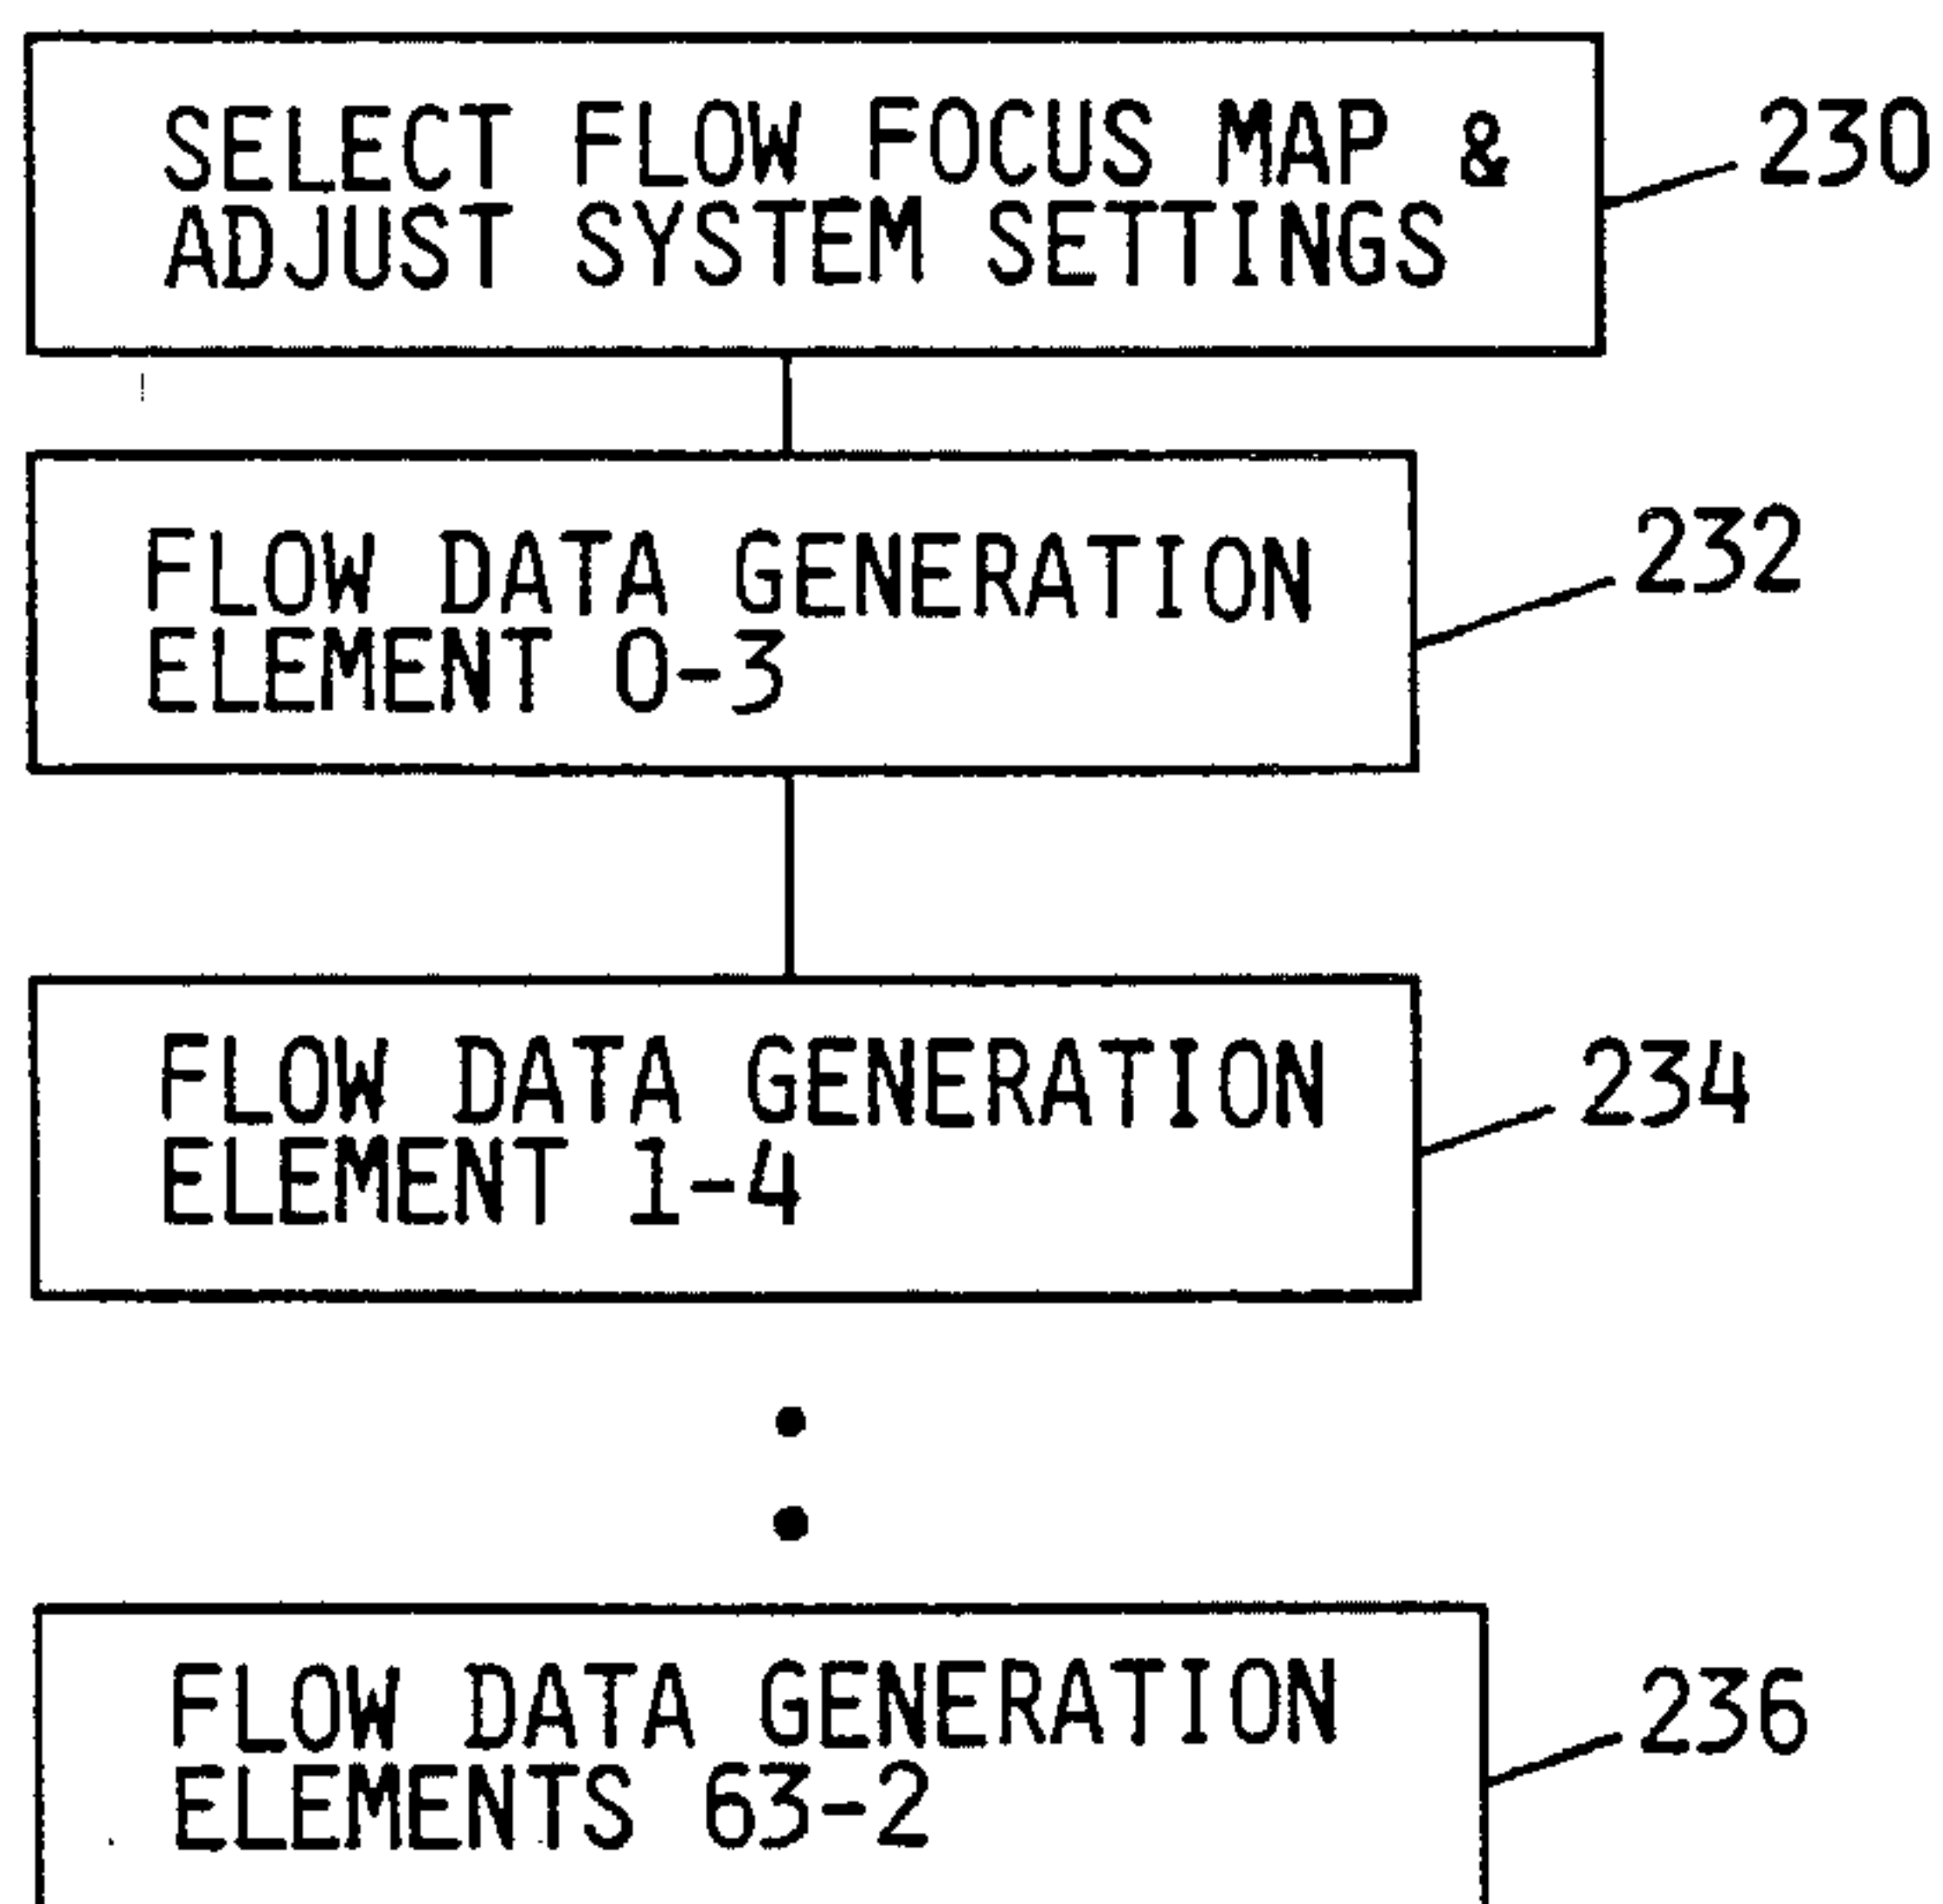 SELECT FLOW FOCUS MAP &
ADJUST SYSTEM SETTINGS
230
FLOW DATA GENERATION
ELEMENT 0-3
232
FLOW DATA GENERATION
ELEMENT 1-4
234
FLOW DATA GENERATION
ELEMENTS 63-2
236